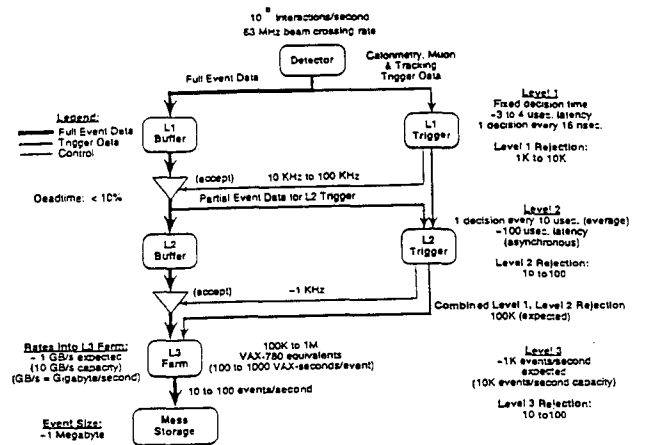 10^8 Interactions/second
63 MHz beam crossing rate
Detector
Full Event Data
Calorimetry, Muon
& Tracking
Trigger Data
Legend:
Full Event Data
Trigger Data
Control
L1
Buffer
L1
Trigger
Level 1
Fixed decision time
~3 to 4 usec. latency
1 decision every 16 nsec.
Level 1 Rejection:
1K to 10K
(accept)
10 KHz to 100 KHz
Deadtime: < 10%
Partial Event Data for L2 Trigger
L2
Buffer
L2
Trigger
Level 2
1 decision every 10 usec. (average)
~100 usec. latency
(asynchronous)
Level 2 Rejection:
10 to 100
(accept)
~1 KHz
Combined Level 1, Level 2 Rejection
100K (expected)
Rates Into L3 Farm:
~ 1 GB/s expected
(10 GB/s capacity)
(GB/s = Gigabyte/second)
L3
Farm
100K to 1M
VAX-780 equivalents
(100 to 1000 VAX-seconds/event)
Level 3
~1K events/second
expected
(10K events/second capacity)
Level 3 Rejection:
10 to 100
10 to 100 events/second
Event Size:
~1 Megabyte
Mass
Storage